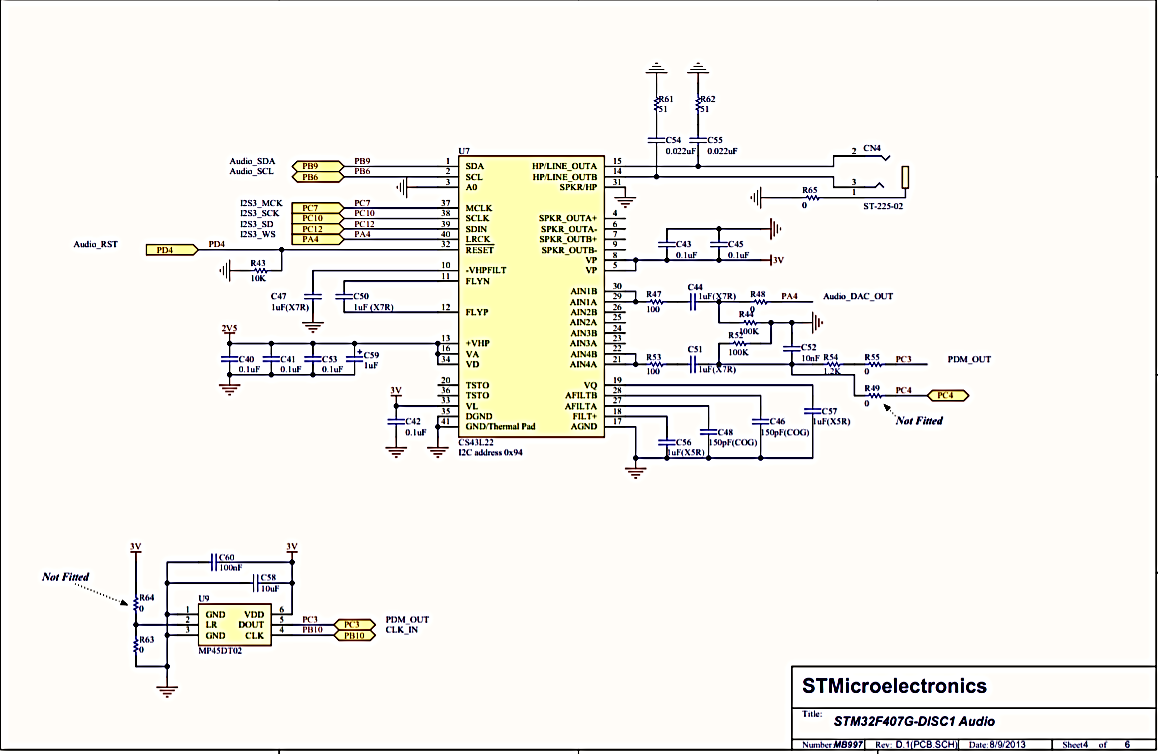 R61
51
R62
51
C54
0.022uF
C55
0.022uF
U7
Audio_SDA PB9 PB9 1 SDA
Audio_SCL PB6 PB6 2 SCL
3 A0
I2S3_MCK PC7 PC7 37 MCLK
I2S3_SCK PC10 PC10 38 SCLK
I2S3_SD PC12 PC12 39 SDIN
I2S3_WS PA4 PA4 40 LRCK
Audio_RST PD4 PD4 32 RESET
R43
10K
10 -VHPFILT
11 FLYN
C47
1uF(X7R)
C50
1uF (X7R)
12 FLYP
2V5
13 +VHP
16 VA
34 VD
C40
0.1uF
C41
0.1uF
C53
0.1uF
+ C59
1uF
20 TSTO
36 TSTO
3V
33 VL
35 DGND
41 GND/Thermal Pad
C42
0.1uF
CS43L22
I2C address 0x94
HP/LINE_OUTA 15
HP/LINE_OUTB 14
SPKR/HP 31
2 CN4
3
1
R65
0
ST-225-02
SPKR_OUTA+ 4
SPKR_OUTA- 6
SPKR_OUTB+ 7
SPKR_OUTB- 9
VP 8
VP 5
C43
0.1uF
C45
0.1uF
3V
AIN1B 30
AIN1A 29
AIN2B 26
AIN2A 25
AIN3B 24
AIN3A 23
AIN4B 22
AIN4A 21
R47
100
C44
1uF(X7R)
R48
0
PA4 Audio_DAC_OUT
R44
100K
R52
100K
C52
10nF
R53
100
C51
1uF(X7R)
R54
1.2K
R55
0
PC3 PDM_OUT
R49
0
PC4 PC4
Not Fitted
VQ 19
AFILTB 28
AFILTA 27
FILT+ 18
AGND 17
C57
1uF(X5R)
C46
150pF(COG)
C48
150pF(COG)
C56
1uF(X5R)
3V
3V
C60
100nF
C58
10uF
Not Fitted
R64
0
R63
0
U9
1 GND VDD 6
2 LR DOUT 5 PC3 PC3 PDM_OUT
3 GND CLK 4 PB10 PB10 CLK_IN
MP45DT02
STMicroelectronics
Title: STM32F407G-DISC1 Audio
Number MB997 Rev: D.1(PCB.SCH) Date: 8/9/2013 Sheet 4 of 6